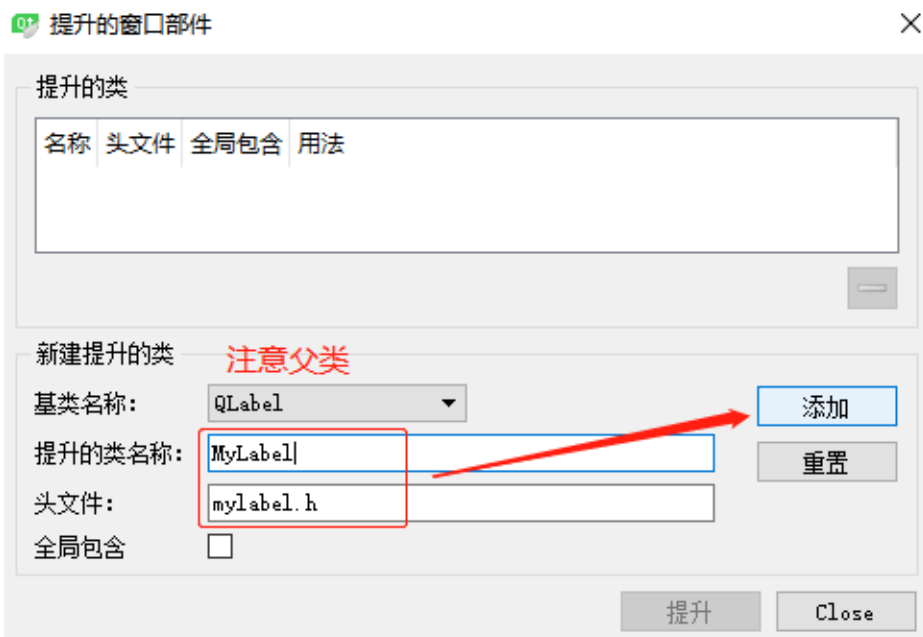 提升的窗口部件
提升的类
名称 头文件 全局包含 用法
新建提升的类 注意父类
基类名称: QLabel 添加
提升的类名称: MyLabel 重置
头文件: mylabel.h
全局包含
提升 Close